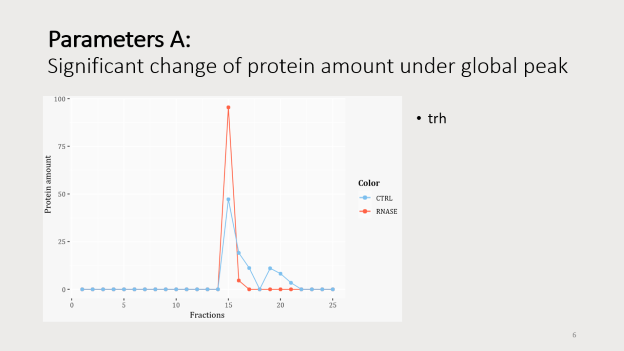 Parameters A:
Significant change of protein amount under global peak
• trh
100
75
50
25
0
Protein amount
0 5 10 15 20 25
Fractions
Color
CTRL
RNASE
6